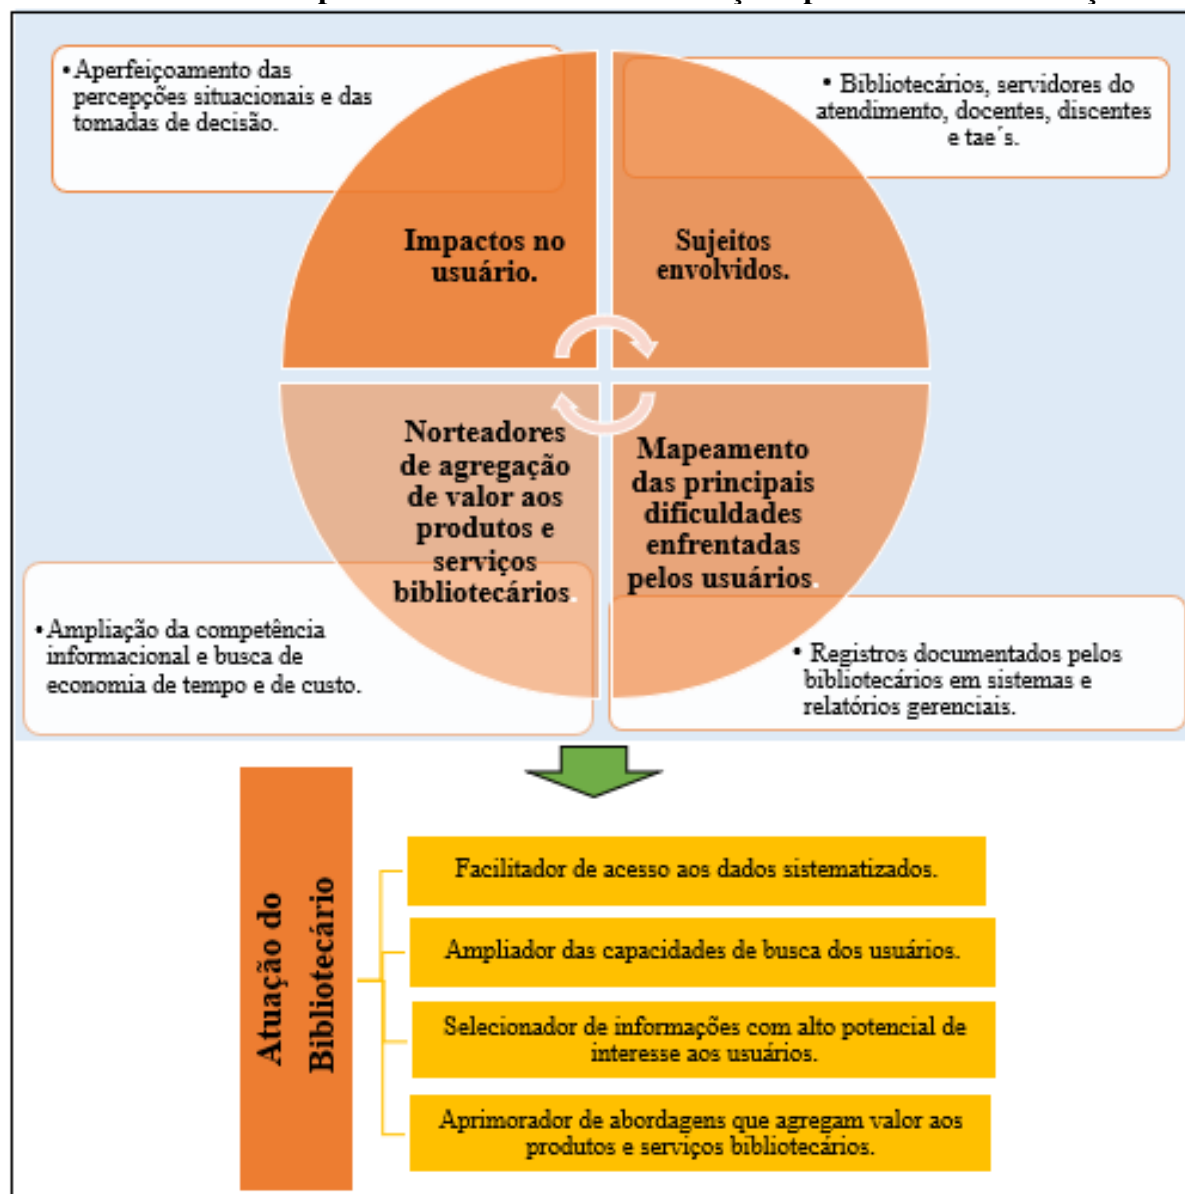 •Aperfeiçoamento das
percepções situacionais e das
tomadas de decisão.
• Bibliotecários, servidores do
atendimento, docentes, discentes
e tae´s.
Impactos no
usuário.
Sujeitos
envolvidos.
Norteadores
de agregação
de valor aos
produtos e
serviços
bibliotecários.
Mapeamento
das principais
dificuldades
enfrentadas
pelos usuários.
•Ampliação da competência
informacional e busca de
economia de tempo e de custo.
• Registros documentados pelos
bibliotecários em sistemas e
relatórios gerenciais.
Atuação do
Bibliotecário
Facilitador de acesso aos dados sistematizados.
Ampliador das capacidades de busca dos usuários.
Selecionador de informações com alto potencial de
interesse aos usuários.
Aprimorador de abordagens que agregam valor aos
produtos e serviços bibliotecários.